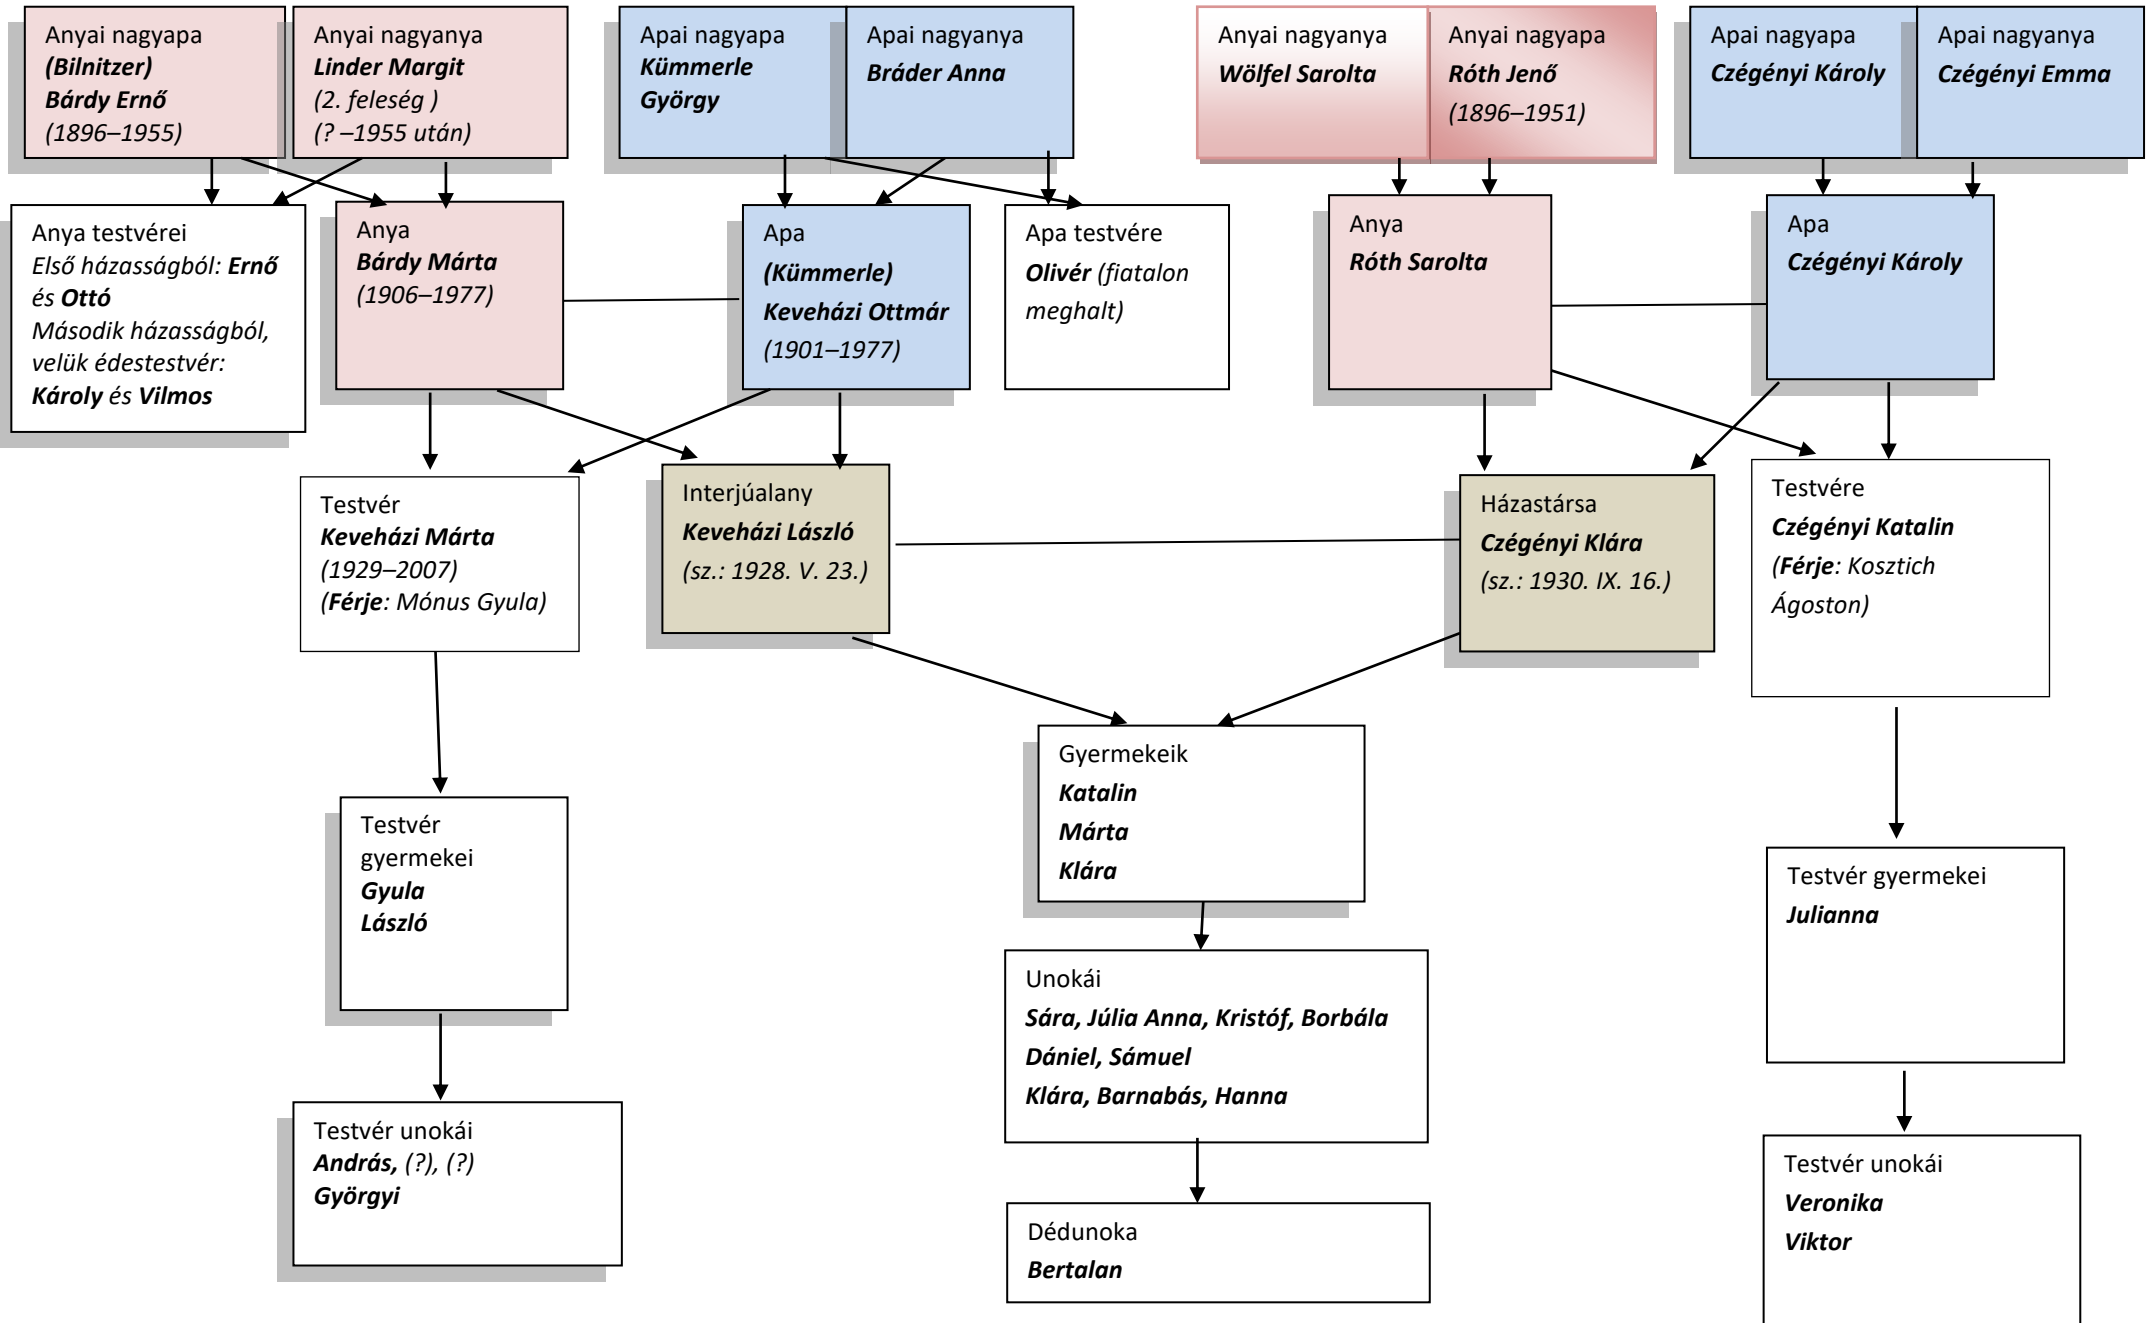 Anyai nagyapa
(Bilnitzer)
Bárdy Ernő
(1896–1955)
Anyai nagyanya
Linder Margit
(2. feleség )
(? –1955 után)
Apai nagyapa
Kümmerle
György
Apai nagyanya
Bráder Anna
Anyai nagyanya
Wölfel Sarolta
Anyai nagyapa
Róth Jenő
(1896–1951)
Apai nagyapa
Czégényi Károly
Apai nagyanya
Czégényi Emma
Anya testvérei
Első házasságból: Ernő
és Ottó
Második házasságból,
velük édestestvér:
Károly és Vilmos
Anya
Bárdy Márta
(1906–1977)
Apa
(Kümmerle)
Keveházi Ottmár
(1901–1977)
Apa testvére
Olivér (fiatalon
meghalt)
Anya
Róth Sarolta
Apa
Czégényi Károly
Testvér
Keveházi Márta
(1929–2007)
(Férje: Mónus Gyula)
Interjúalany
Keveházi László
(sz.: 1928. V. 23.)
Házastársa
Czégényi Klára
(sz.: 1930. IX. 16.)
Testvére
Czégényi Katalin
(Férje: Kosztich
Ágoston)
Gyermekeik
Katalin
Márta
Klára
Testvér
gyermekei
Gyula
László
Testvér gyermekei
Julianna
Unokái
Sára, Júlia Anna, Kristóf, Borbála
Dániel, Sámuel
Klára, Barnabás, Hanna
Testvér unokái
András, (?), (?)
Györgyi
Testvér unokái
Veronika
Viktor
Dédunoka
Bertalan